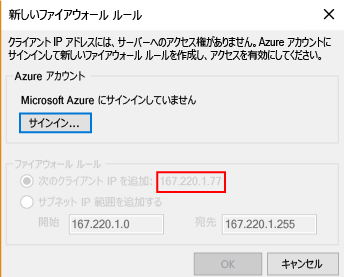 新しいファイアウォール ルール
クライアント IP アドレスには、サーバーへのアクセス権がありません。Azure アカウントに
サインインして新しいファイアウォール ルールを作成し、アクセスを有効にしてください。
Azure アカウント
Microsoft Azure にサインインしていません
サインイン...
ファイアウォール ルール
次のクライアント IP を追加: 167.220.1.77
サブネット IP 範囲を追加する
開始 167.220.1.0 宛先 167.220.1.255
OK キャンセル